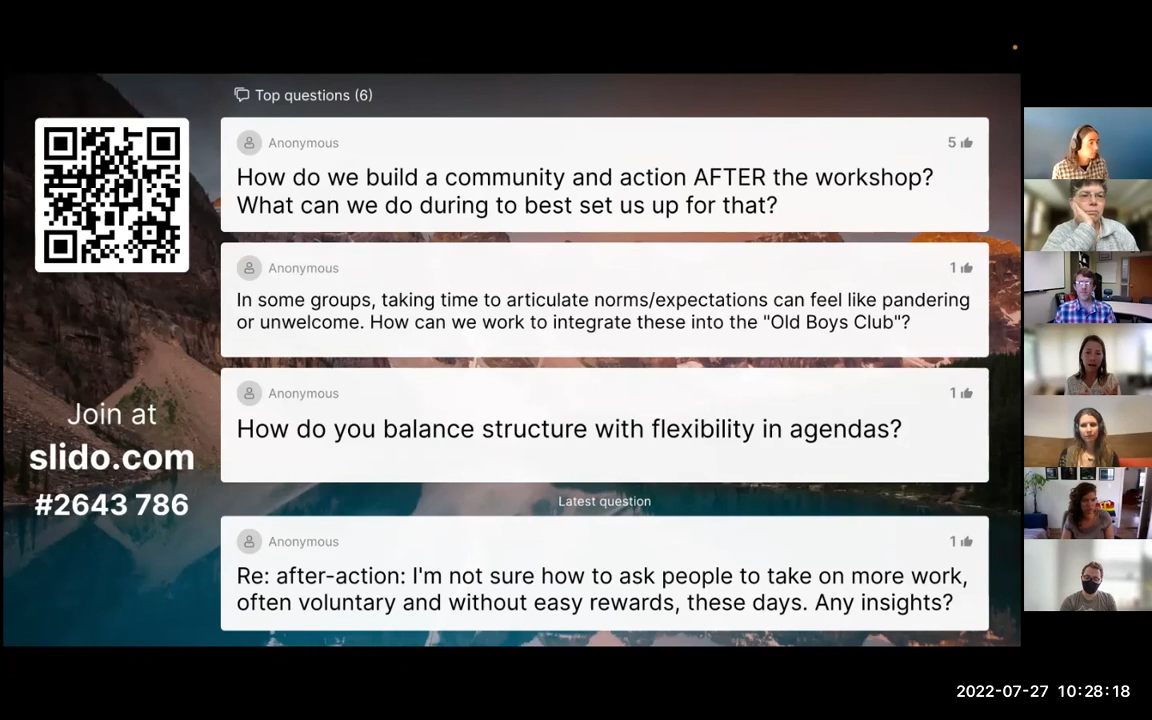 Top questions (6)
Anonymous
5
How do we build a community and action AFTER the workshop?
What can we do during to best set us up for that?
Anonymous
1
In some groups, taking time to articulate norms/expectations can feel like pandering
or unwelcome. How can we work to integrate these into the "Old Boys Club"?
Anonymous
1
How do you balance structure with flexibility in agendas?
Latest question
Anonymous
1
Re: after-action: I'm not sure how to ask people to take on more work,
often voluntary and without easy rewards, these days. Any insights?
Join at
slido.com
#2643 786
2022-07-27 10:28:18